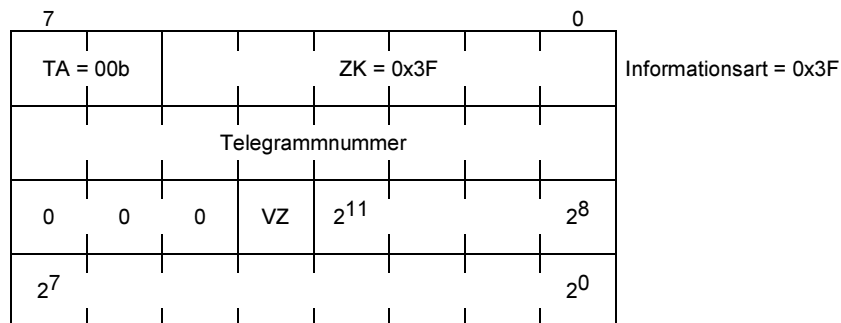 7 0
TA = 00b ZK = 0x3F Informationsart = 0x3F
Telegrammnummer
0 0 0 VZ 2^11 2^8
2^7 2^0